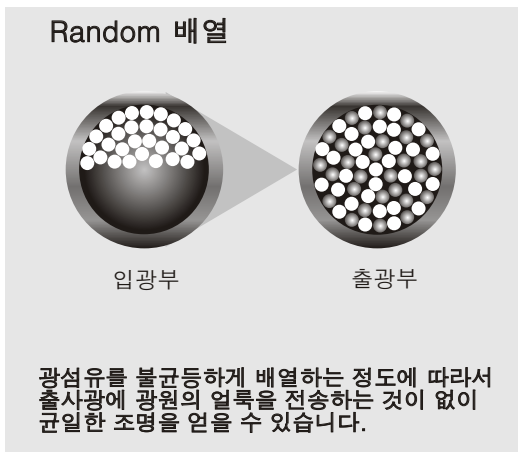 Random 배열
입광부
출광부
광섬유를 불균등하게 배열하는 정도에 따라서
출사광에 광원의 얼룩을 전송하는 것이 없이
균일한 조명을 얻을 수 있습니다.